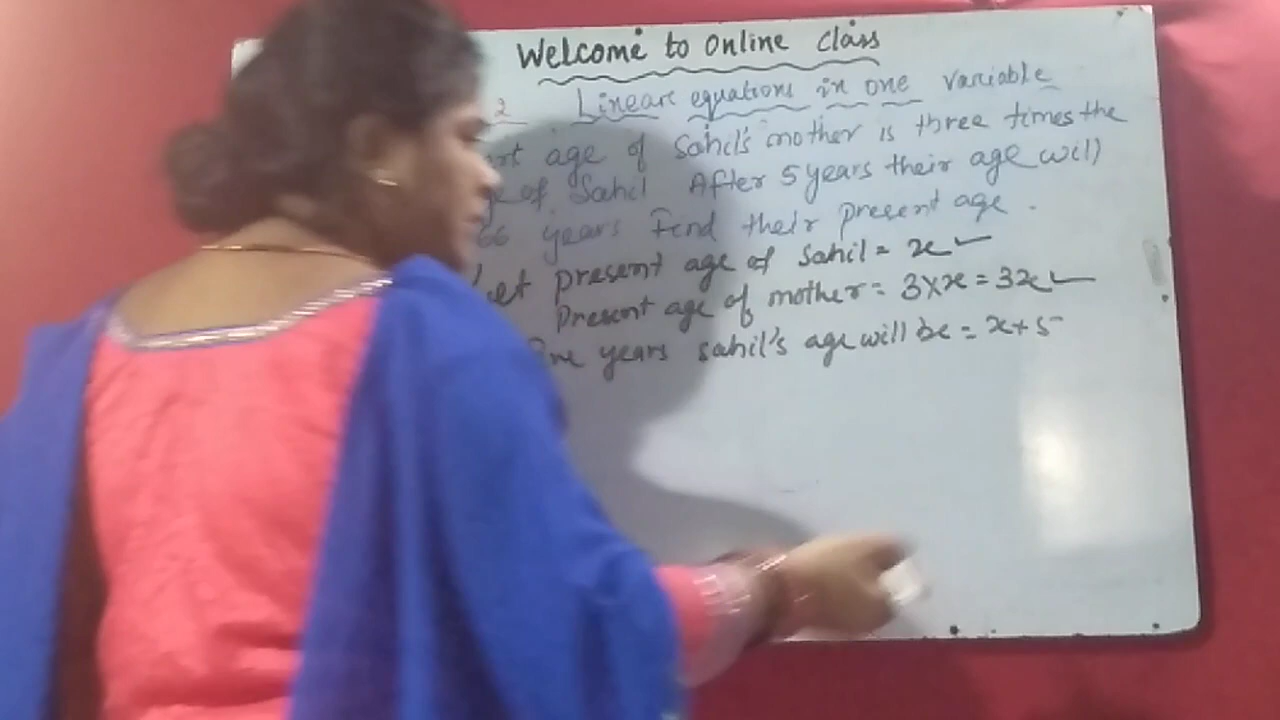 Welcome to online class
2 Linear equations in one variable
age of Sahil's mother is three times the
of Sahil After 5 years their age will
66 years Find their present age.
Let present age of Sahil = x
Present age of mother = 3×x = 3x
years sahil's age will be = x+5